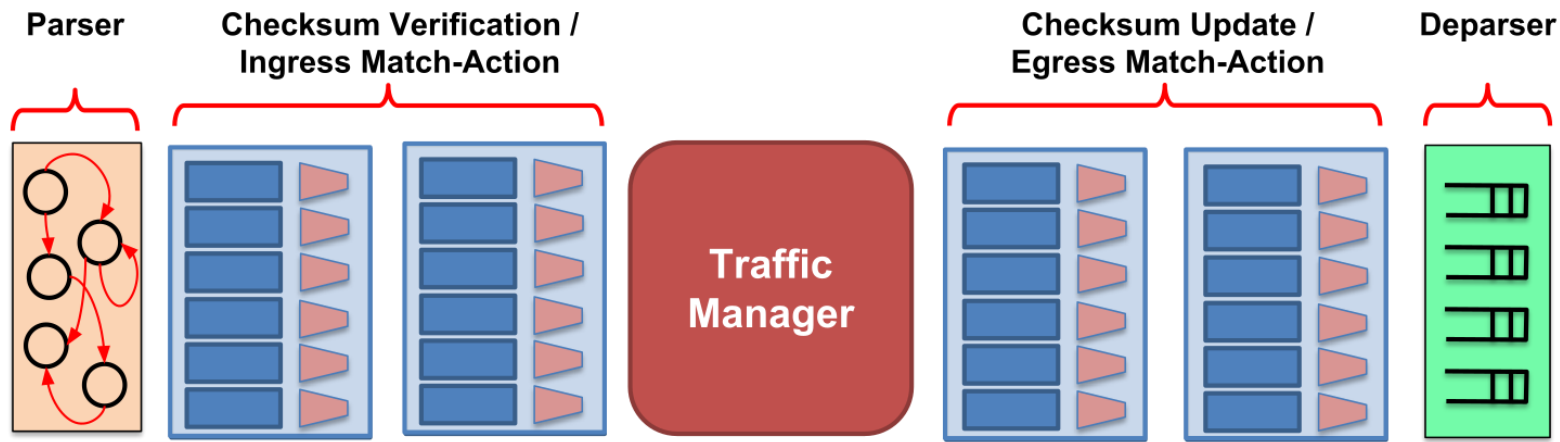 Parser
Checksum Verification /
Ingress Match-Action
Traffic
Manager
Checksum Update /
Egress Match-Action
Deparser